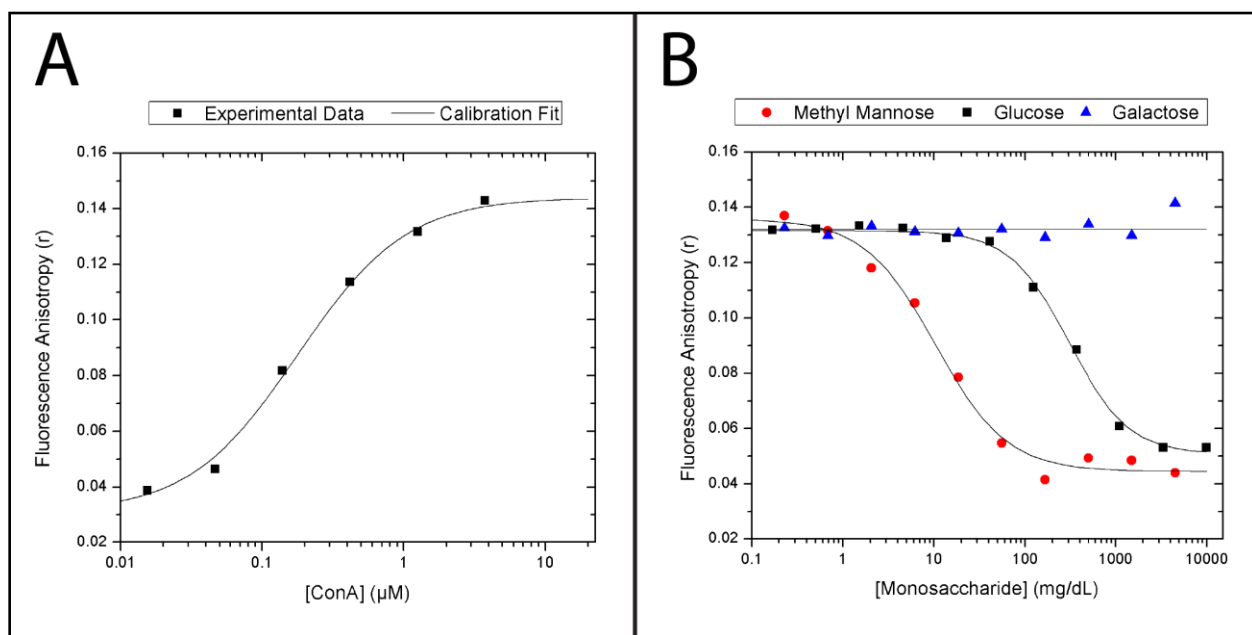 A
Experimental Data Calibration Fit
Fluorescence Anisotropy (r)
0.16
0.14
0.12
0.10
0.08
0.06
0.04
0.02
0.01 0.1 1 10
[ConA] (µM)
B
Methyl Mannose Glucose Galactose
Fluorescence Anisotroopy (r)
0.16
0.14
0.12
0.10
0.08
0.06
0.04
0.02
0.1 1 10 100 1000 10000
[Monosaccharide] (mg/dL)